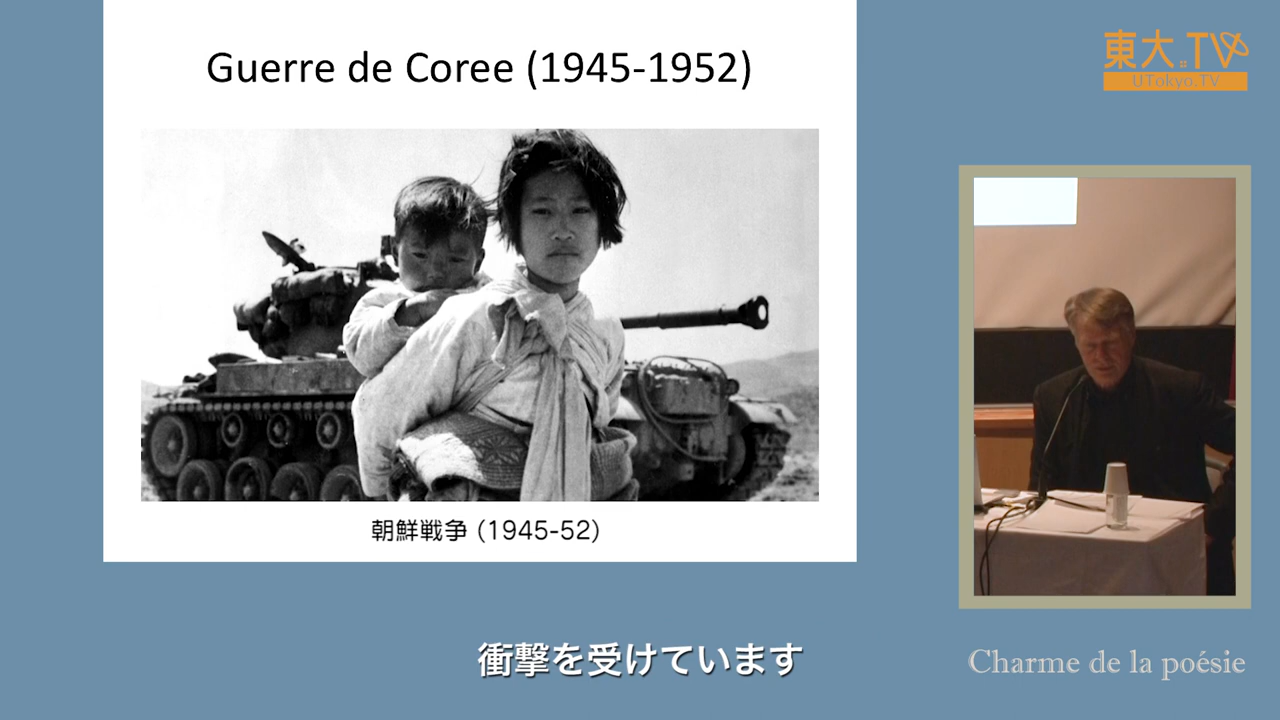 Guerre de Coree (1945-1952)
朝鮮戦争 (1945-52)
東大.TV
UTokyo.TV
衝撃を受けています
Charme de la poésie